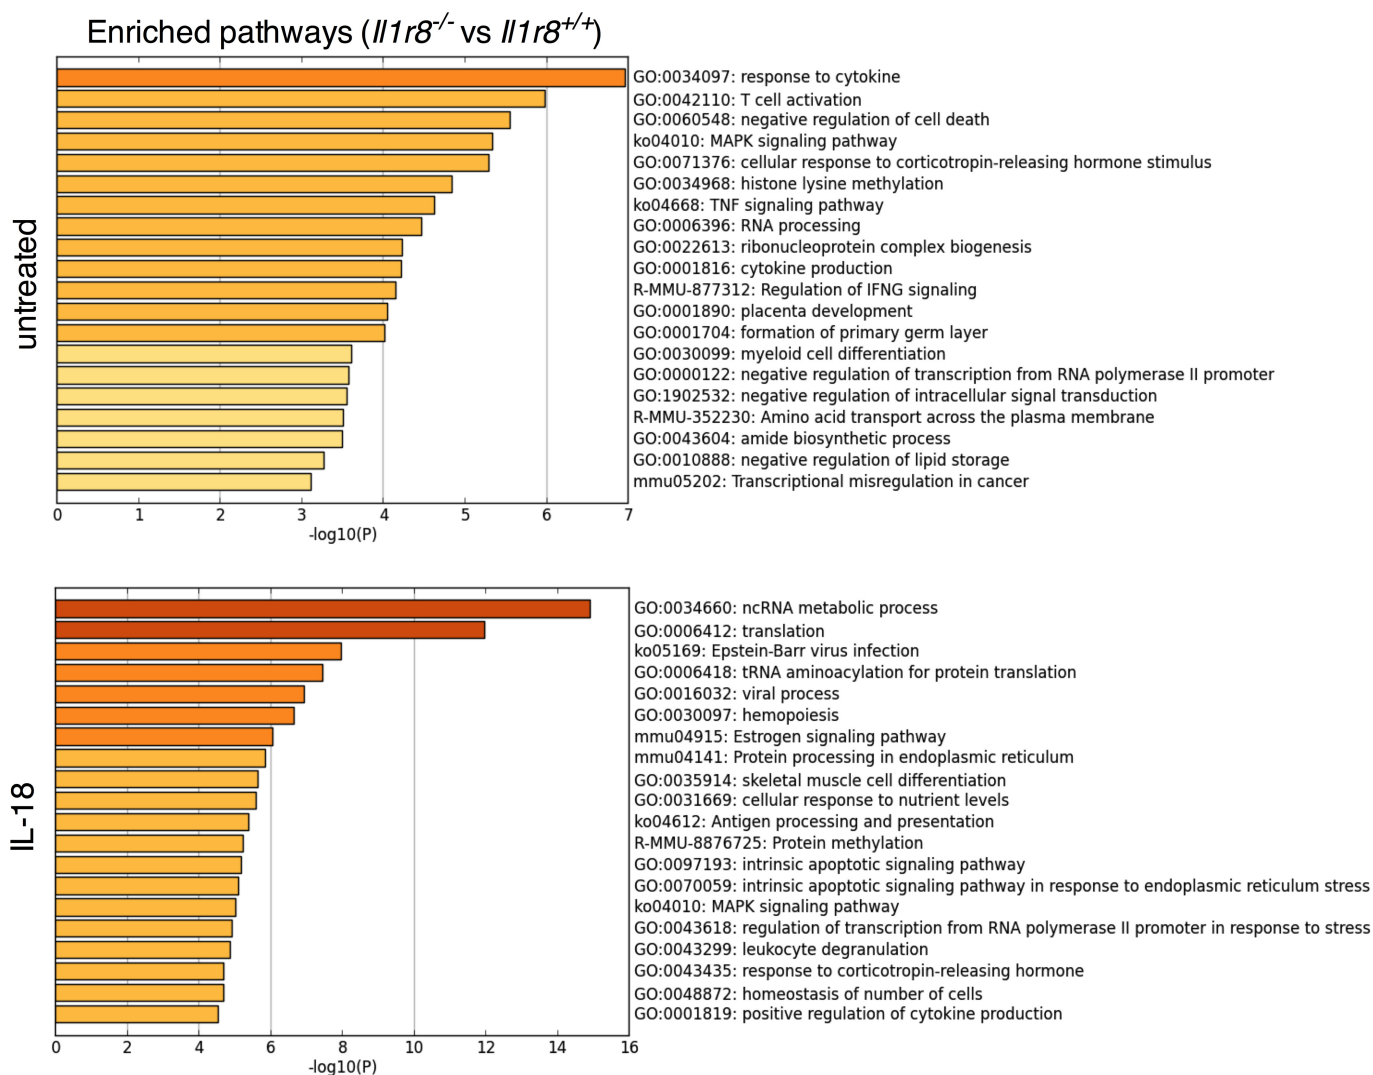 Enriched pathways (Il1r8-/- vs Il1r8+/+)
untreated
GO:0034097: response to cytokine
GO:0042110: T cell activation
GO:0060548: negative regulation of cell death
ko04010: MAPK signaling pathway
GO:0071376: cellular response to corticotropin-releasing hormone stimulus
GO:0034968: histone lysine methylation
ko04668: TNF signaling pathway
GO:0006396: RNA processing
GO:0022613: ribonucleoprotein complex biogenesis
GO:0001816: cytokine production
R-MMU-877312: Regulation of IFNG signaling
GO:0001890: placenta development
GO:0001704: formation of primary germ layer
GO:0030099: myeloid cell differentiation
GO:0000122: negative regulation of transcription from RNA polymerase II promoter
GO:1902532: negative regulation of intracellular signal transduction
R-MMU-352230: Amino acid transport across the plasma membrane
GO:0043604: amide biosynthetic process
GO:0010888: negative regulation of lipid storage
mmu05202: Transcriptional misregulation in cancer
0 1 2 3 4 5 6 7
-log10(P)
IL-18
GO:0034660: ncRNA metabolic process
GO:0006412: translation
ko05169: Epstein-Barr virus infection
GO:0006418: tRNA aminoacylation for protein translation
GO:0016032: viral process
GO:0030097: hemopoiesis
mmu04915: Estrogen signaling pathway
mmu04141: Protein processing in endoplasmic reticulum
GO:0035914: skeletal muscle cell differentiation
GO:0031669: cellular response to nutrient levels
ko04612: Antigen processing and presentation
R-MMU-8876725: Protein methylation
GO:0097193: intrinsic apoptotic signaling pathway
GO:0070059: intrinsic apoptotic signaling pathway in response to endoplasmic reticulum stress
ko04010: MAPK signaling pathway
GO:0043618: regulation of transcription from RNA polymerase II promoter in response to stress
GO:0043299: leukocyte degranulation
GO:0043435: response to corticotropin-releasing hormone
GO:0048872: homeostasis of number of cells
GO:0001819: positive regulation of cytokine production
0 2 4 6 8 10 12 14 16
-log10(P)